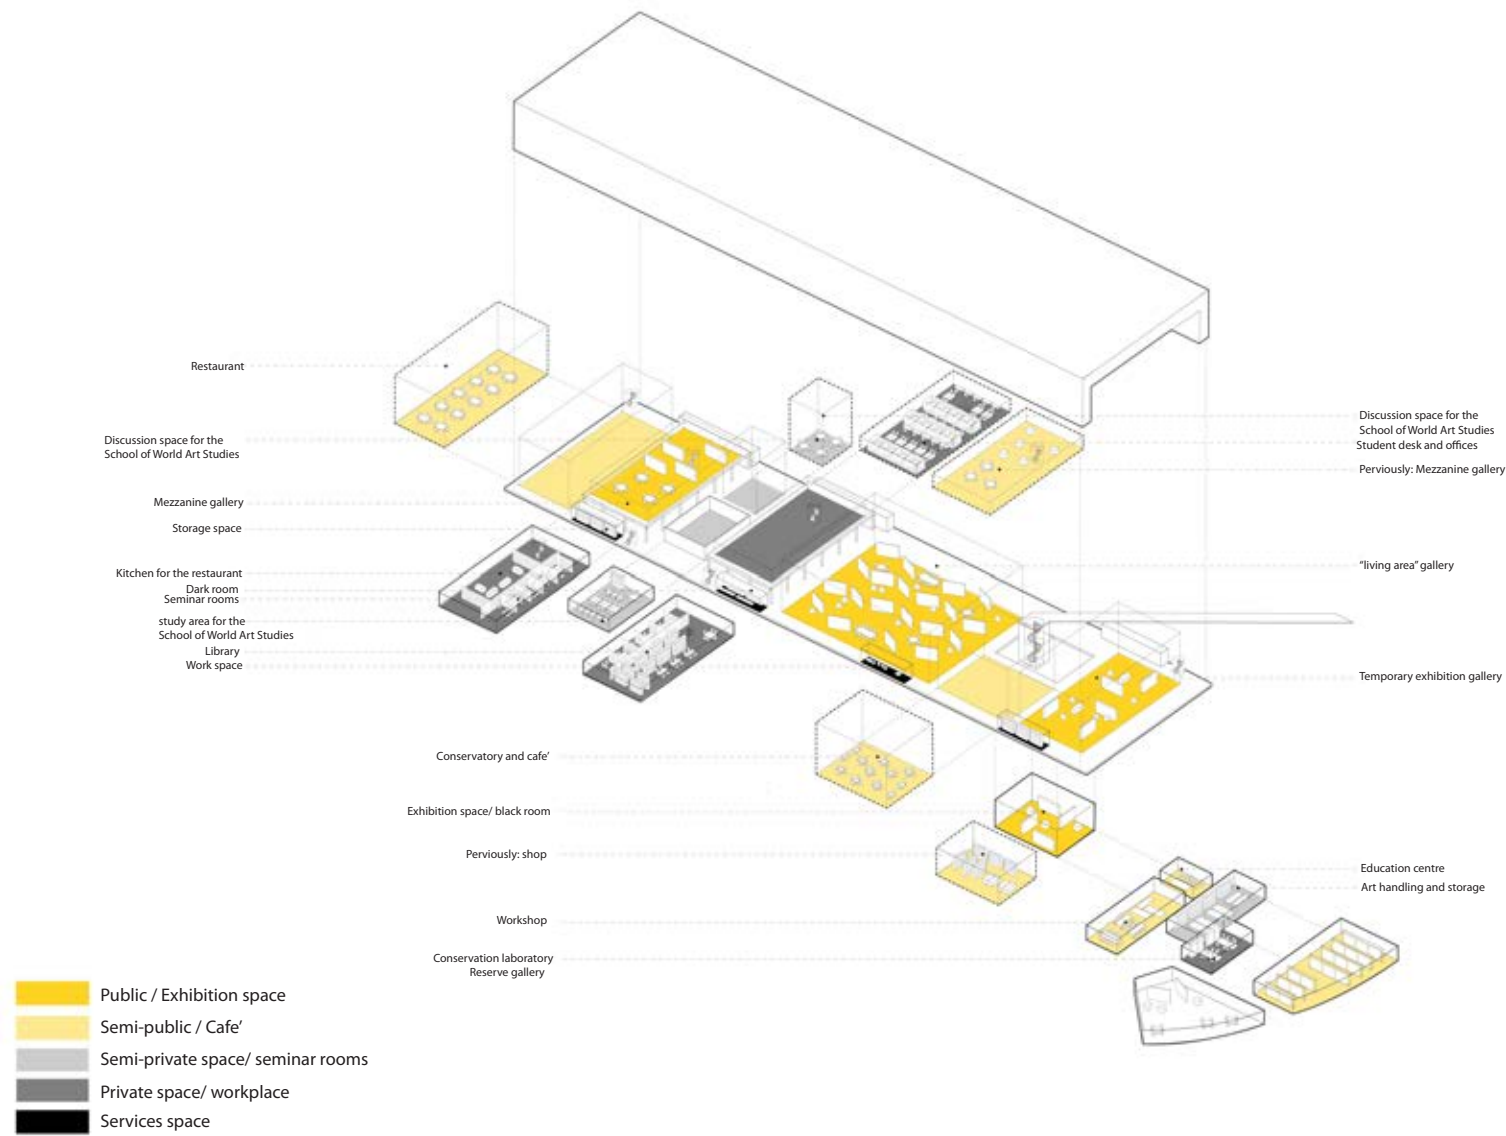 Restaurant
Discussion space for the
School of World Art Studies
Mezzanine gallery
Storage space
Kitchen for the restaurant
Dark room
Seminar rooms
study area for the
School of World Art Studies
Library
Work space
Conservatory and cafe'
Exhibition space/ black room
Perviously: shop
Workshop
Conservation laboratory
Reserve gallery
Discussion space for the
School of World Art Studies
Student desk and offices
Perviously: Mezzanine gallery
“living area” gallery
Temporary exhibition gallery
Education centre
Art handling and storage
Public / Exhibition space
Semi-public / Cafe'
Semi-private space/ seminar rooms
Private space/ workplace
Services space